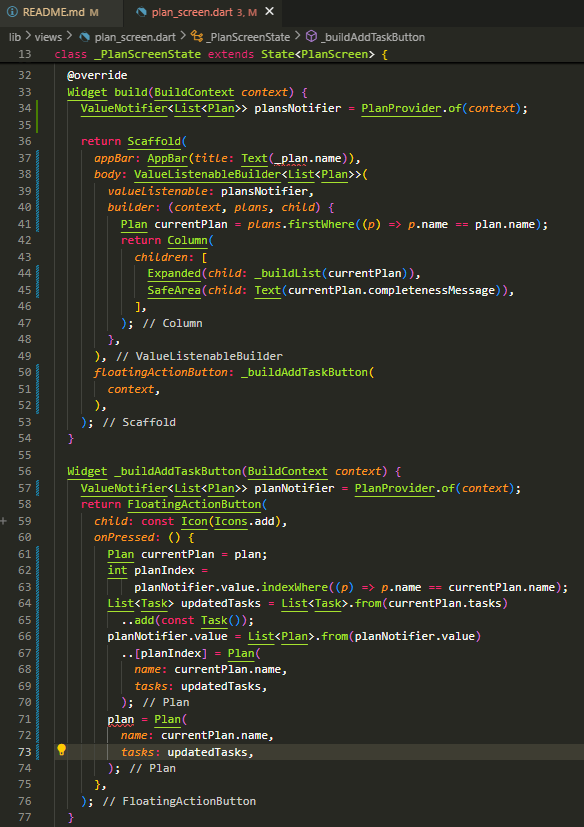 README.md M
plan_screen.dart 3, M
lib > views > plan_screen.dart > _PlanScreenState > _buildAddTaskButton
13 class _PlanScreenState extends State<PlanScreen> {
32 @override
33 Widget build(BuildContext context) {
34 ValueNotifier<List<Plan>> plansNotifier = PlanProvider.of(context);
35
36 return Scaffold(
37 appBar: AppBar(title: Text(_plan.name)),
38 body: ValueListenableBuilder<List<Plan>>(
39 valueListenable: plansNotifier,
40 builder: (context, plans, child) {
41 Plan currentPlan = plans.firstWhere((p) => p.name == plan.name);
42 return Column(
43 children: [
44 Expanded(child: _buildList(currentPlan)),
45 SafeArea(child: Text(currentPlan.completenessMessage)),
46 ],
47 ); // Column
48 },
49 ), // ValueListenableBuilder
50 floatingActionButton: _buildAddTaskButton(
51 context,
52 ),
53 ); // Scaffold
54 }
55
56 Widget _buildAddTaskButton(BuildContext context) {
57 ValueNotifier<List<Plan>> planNotifier = PlanProvider.of(context);
58 return FloatingActionButton(
59 child: const Icon(Icons.add),
60 onPressed: () {
61 Plan currentPlan = plan;
62 int planIndex =
63 planNotifier.value.indexWhere((p) => p.name == currentPlan.name);
64 List<Task> updatedTasks = List<Task>.from(currentPlan.tasks)
65 ..add(const Task());
66 planNotifier.value = List<Plan>.from(planNotifier.value)
67 ..[planIndex] = Plan(
68 name: currentPlan.name,
69 tasks: updatedTasks,
70 ); // Plan
71 plan = Plan(
72 name: currentPlan.name,
73 tasks: updatedTasks,
74 ); // Plan
75 },
76 ); // FloatingActionButton
77 }